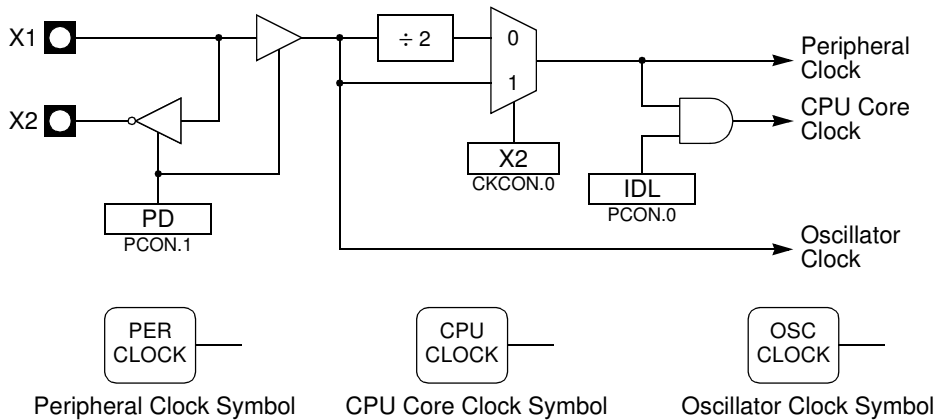 X1
÷ 2
0
1
Peripheral
Clock
X2
CPU Core
Clock
X2
CKCON.0
IDL
PCON.0
PD
PCON.1
Oscillator
Clock
PER
CLOCK
CPU
CLOCK
OSC
CLOCK
Peripheral Clock Symbol
CPU Core Clock Symbol
Oscillator Clock Symbol